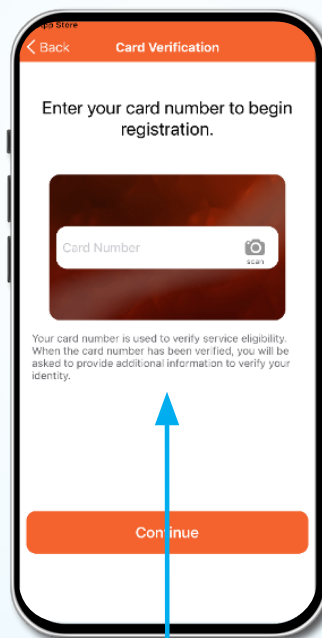 App Store
Back
Card Verification
Enter your card number to begin
registration.
Card Number
scan
Your card number is used to verify service eligibility.
When the card number has been verified, you will be
asked to provide additional information to verify your
identity.
Continue